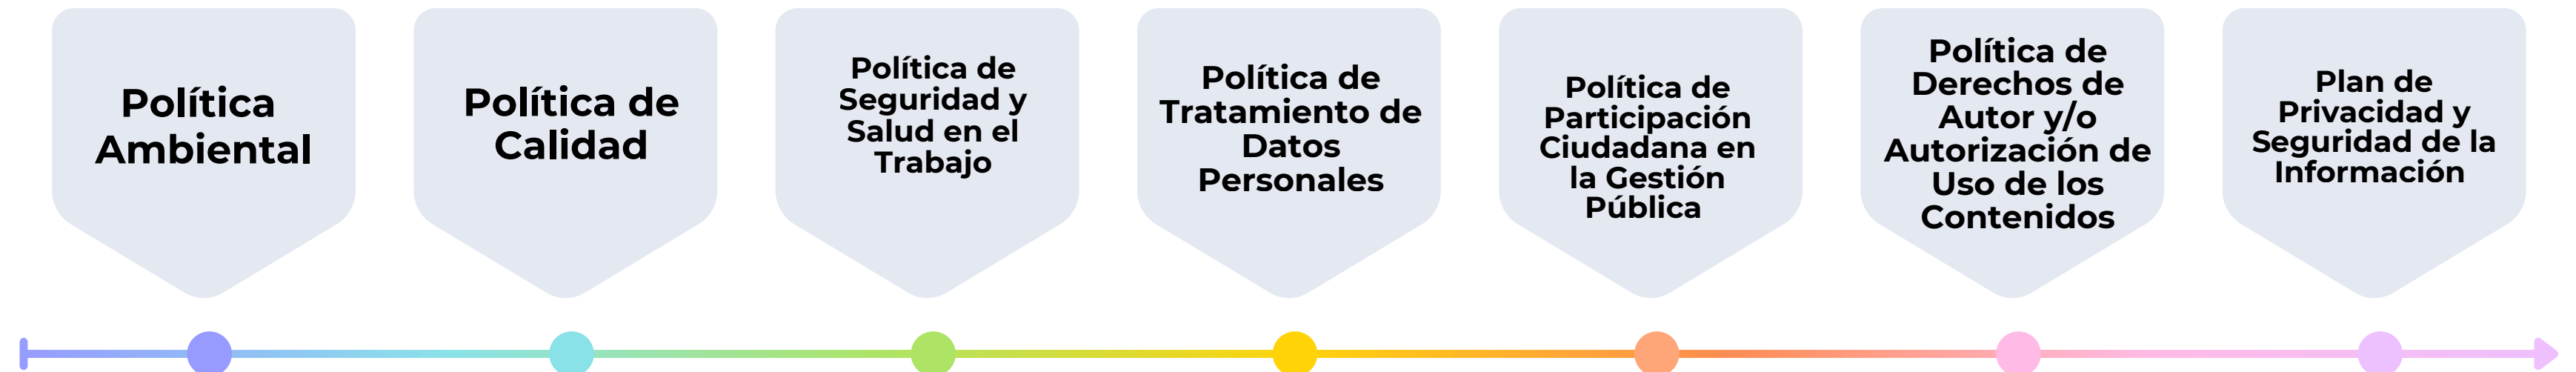 Política
Ambiental
Política de
Calidad
Política de
Seguridad y
Salud en el
Trabajo
Política de
Tratamiento de
Datos
Personales
Política de
Participación
Ciudadana en
la Gestión
Pública
Política de
Derechos de
Autor y/o
Autorización de
Uso de los
Contenidos
Plan de
Privacidad y
Seguridad de la
Información